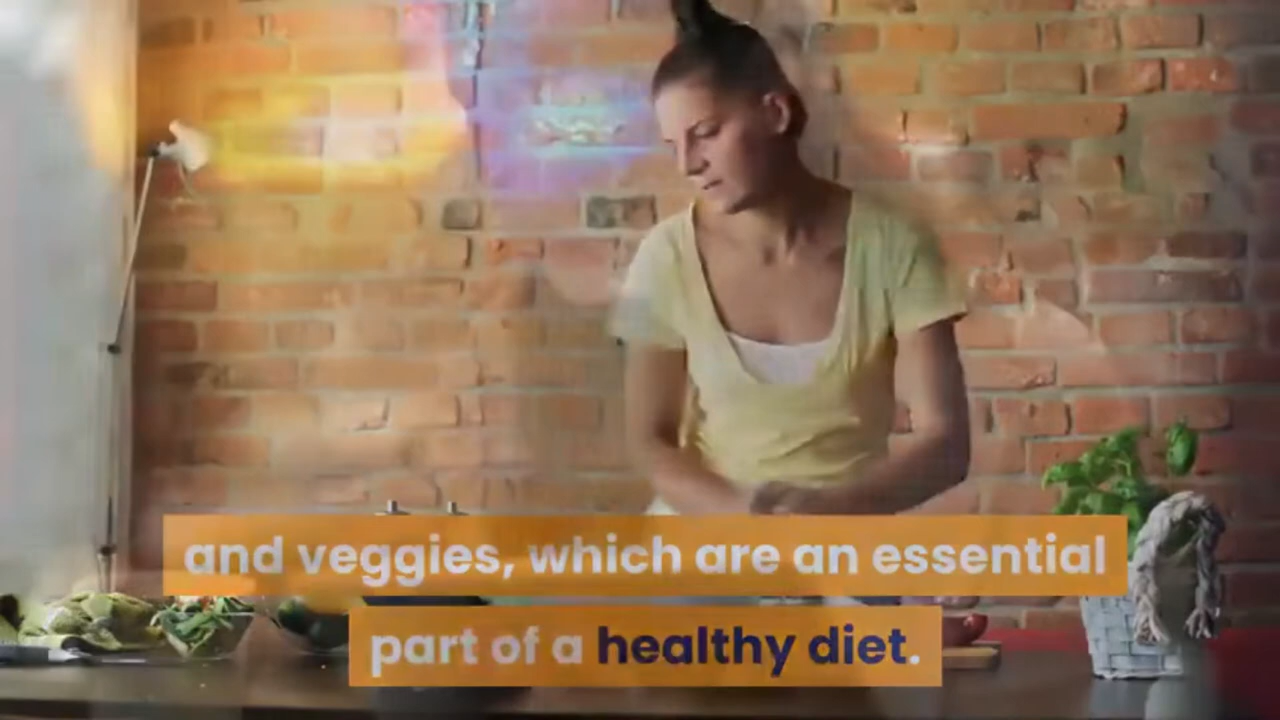 and veggies, which are an essential
part of a healthy diet.